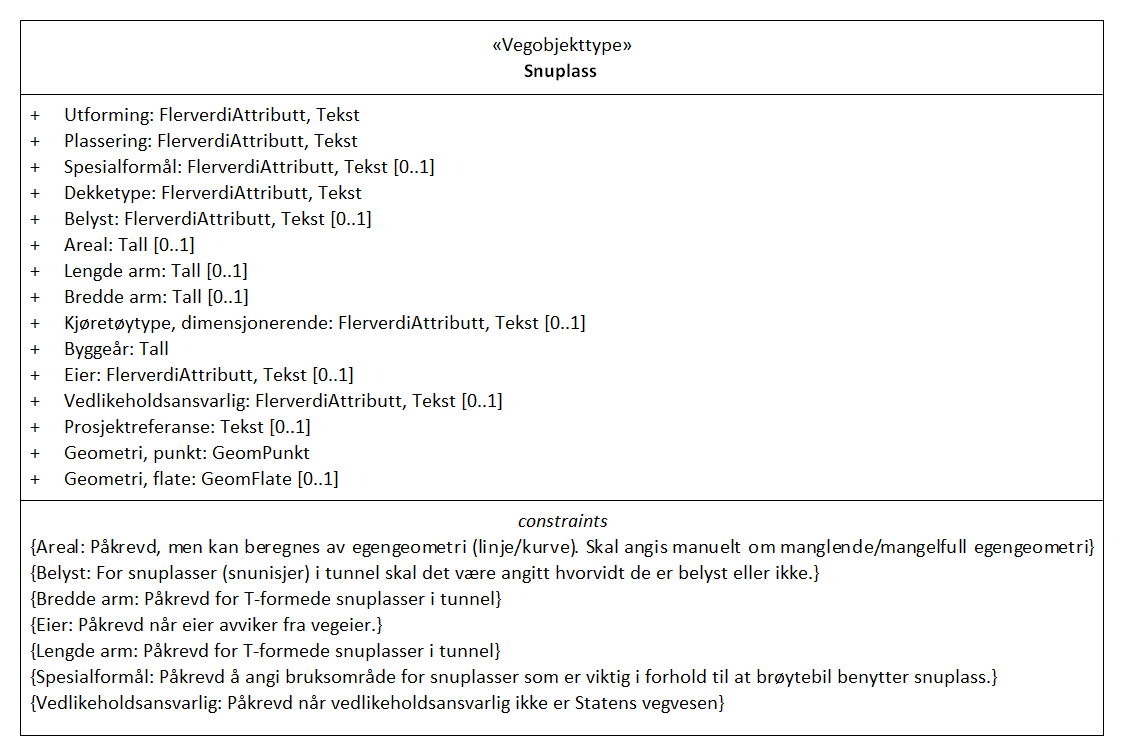 «Vegobjekttype»
Snuplass
+ Utforming: FlerverdiAttributt, Tekst
+ Plassering: FlerverdiAttributt, Tekst
+ Spesialformål: FlerverdiAttributt, Tekst [0..1]
+ Dekketype: FlerverdiAttributt, Tekst
+ Belyst: FlerverdiAttributt, Tekst [0..1]
+ Areal: Tall [0..1]
+ Lengde arm: Tall [0..1]
+ Bredde arm: Tall [0..1]
+ Kjøretøytype, dimensjonerende: FlerverdiAttributt, Tekst [0..1]
+ Byggeår: Tall
+ Eier: FlerverdiAttributt, Tekst [0..1]
+ Vedlikeholdsansvarlig: FlerverdiAttributt, Tekst [0..1]
+ Prosjektreferanse: Tekst [0..1]
+ Geometri, punkt: GeomPunkt
+ Geometri, flate: GeomFlate [0..1]
constraints
{Areal: Påkrevd, men kan beregnes av egengeometri (linje/kurve). Skal angis manuelt om manglende/mangelfull egengeometri}
{Belyst: For snuplasser (snunisjer) i tunnel skal det være angitt hvorvidt de er belyst eller ikke.}
{Bredde arm: Påkrevd for T-formede snuplasser i tunnel}
{Eier: Påkrevd når eier avviker fra vegeier.}
{Lengde arm: Påkrevd for T-formede snuplasser i tunnel}
{Spesialformål: Påkrevd å angi bruksområde for snuplasser som er viktig i forhold til at brøytebil benytter snuplass.}
{Vedlikeholdsansvarlig: Påkrevd når vedlikeholdsansvarlig ikke er Statens vegvesen}